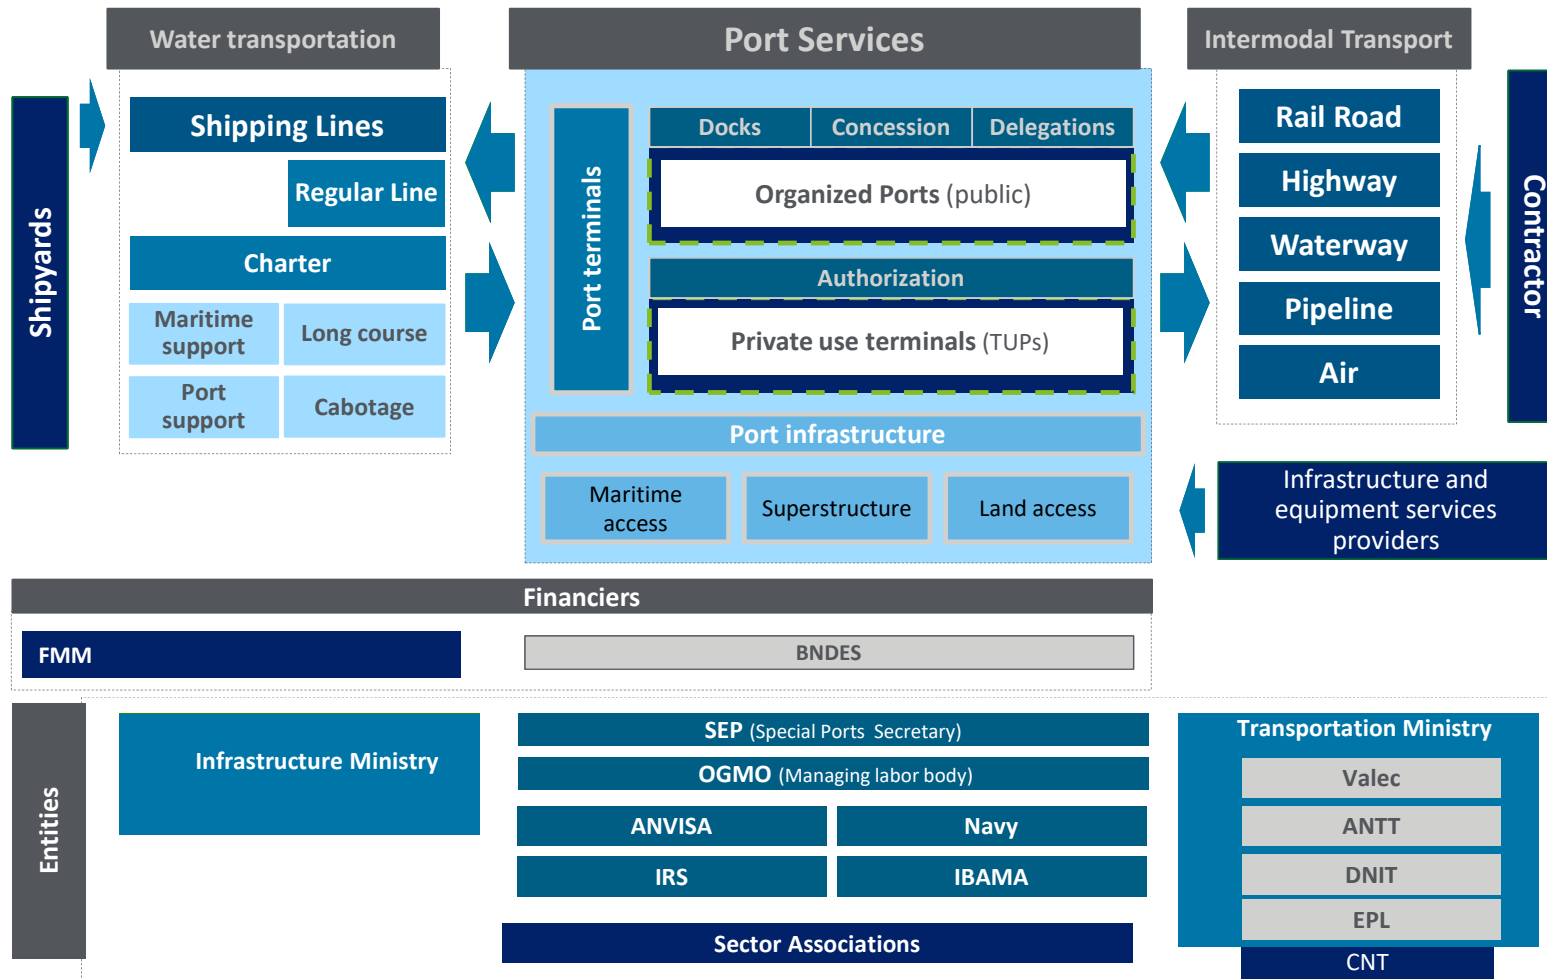 Water transportation
Port Services
Intermodal Transport
Shipyards
Shipping Lines
Regular Line
Charter
Maritime
support
Long course
Port
support
Cabotage
Port terminals
Docks
Concession
Delegations
Organized Ports (public)
Authorization
Private use terminals (TUPs)
Port infrastructure
Maritime
access
Superstructure
Land access
Rail Road
Highway
Waterway
Pipeline
Air
Contractor
Infrastructure and
equipment services
providers
Financiers
FMM
BNDES
Entities
Infrastructure Ministry
SEP (Special Ports Secretary)
OGMO (Managing labor body)
ANVISA
Navy
IRS
IBAMA
Sector Associations
Transportation Ministry
Valec
ANTT
DNIT
EPL
CNT